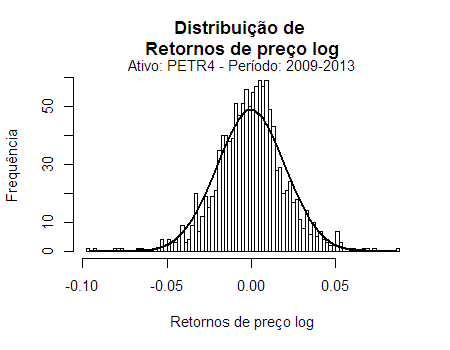 Distribuição de
Retornos de preço log
Ativo: PETR4 - Período: 2009-2013
Frequência
50
30
10
0
-0.10
-0.05
0.00
0.05
Retornos de preço log